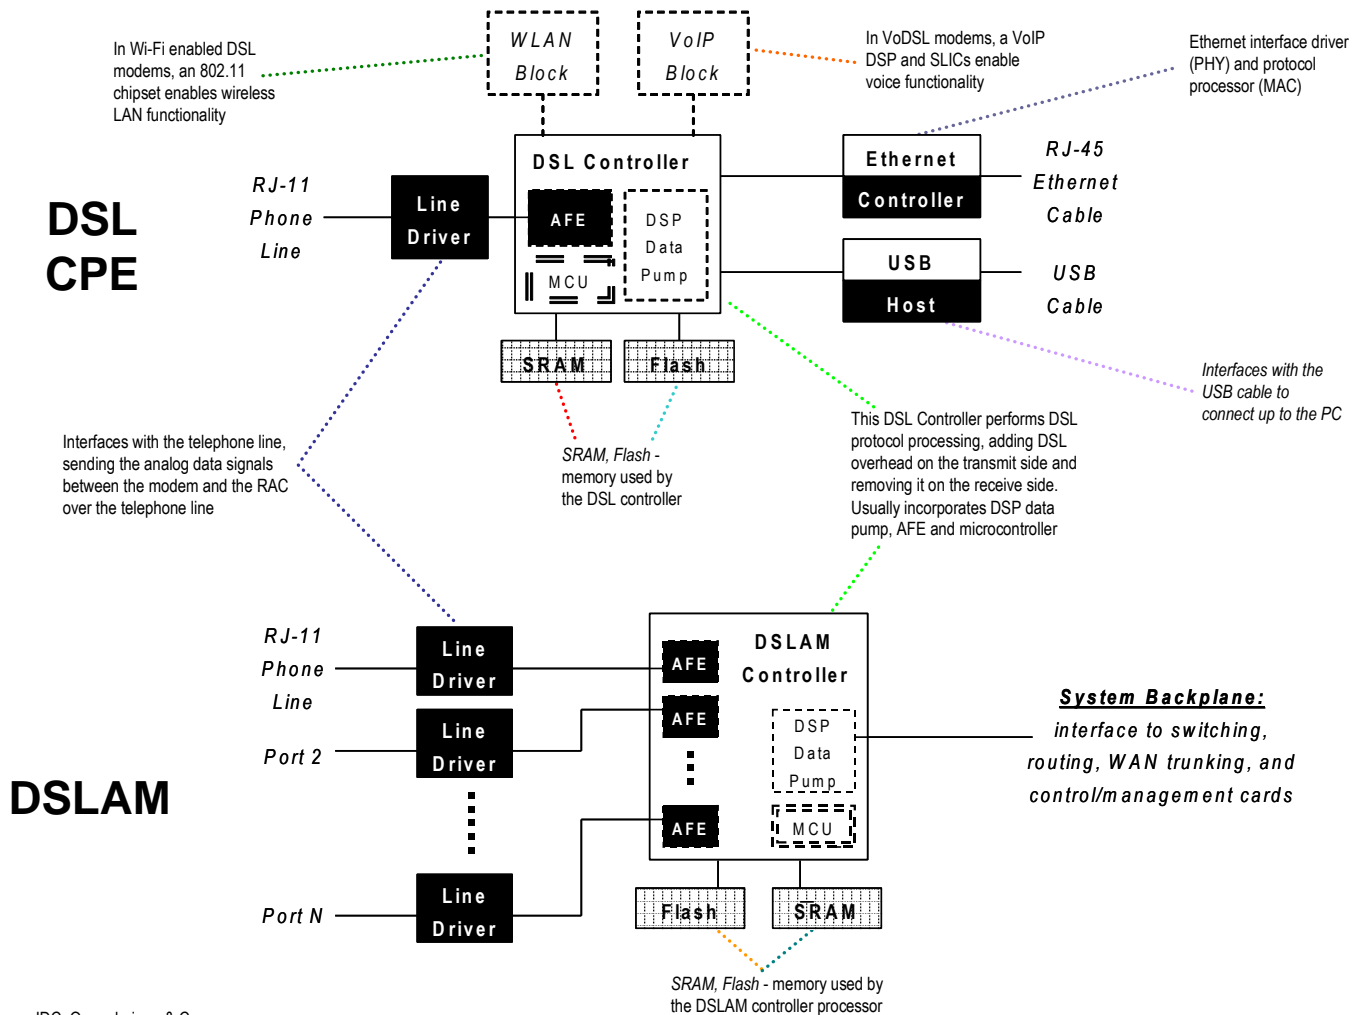 In Wi-Fi enabled DSL
modems, an 802.11
chipset enables wireless
LAN functionality
WLAN
Block
VoIP
Block
In VoDSL modems, a VoIP
DSP and SLICs enable
voice functionality
Ethernet interface driver
(PHY) and protocol
processor (MAC)
DSL
CPE
RJ-11
Phone
Line
Line
Driver
DSL Controller
AFE
MCU
DSP
Data
Pump
Ethernet
Controller
RJ-45
Ethernet
Cable
USB
Host
USB
Cable
SRAM
Flash
Interfaces with the
USB cable to
connect up to the PC
Interfaces with the telephone line,
sending the analog data signals
between the modem and the RAC
over the telephone line
SRAM, Flash -
memory used by
the DSL controller
This DSL Controller performs DSL
protocol processing, adding DSL
overhead on the transmit side and
removing it on the receive side.
Usually incorporates DSP data
pump, AFE and microcontroller
DSLAM
RJ-11
Phone
Line
Line
Driver
Port 2
Line
Driver
Port N
Line
Driver
DSLAM
Controller
AFE
AFE
AFE
DSP
Data
Pump
MCU
System Backplane:
interface to switching,
routing, WAN trunking, and
control/management cards
Flash
SRAM
SRAM, Flash - memory used by
the DSLAM controller processor